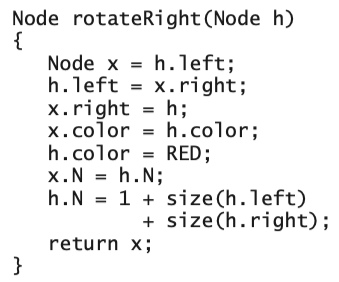 Node rotateRight(Node h)
{
   Node x = h.left;
   h.left = x.right;
   x.right = h;
   x.color = h.color;
   h.color = RED;
   x.N = h.N;
   h.N = 1 + size(h.left)
           + size(h.right);
   return x;
}